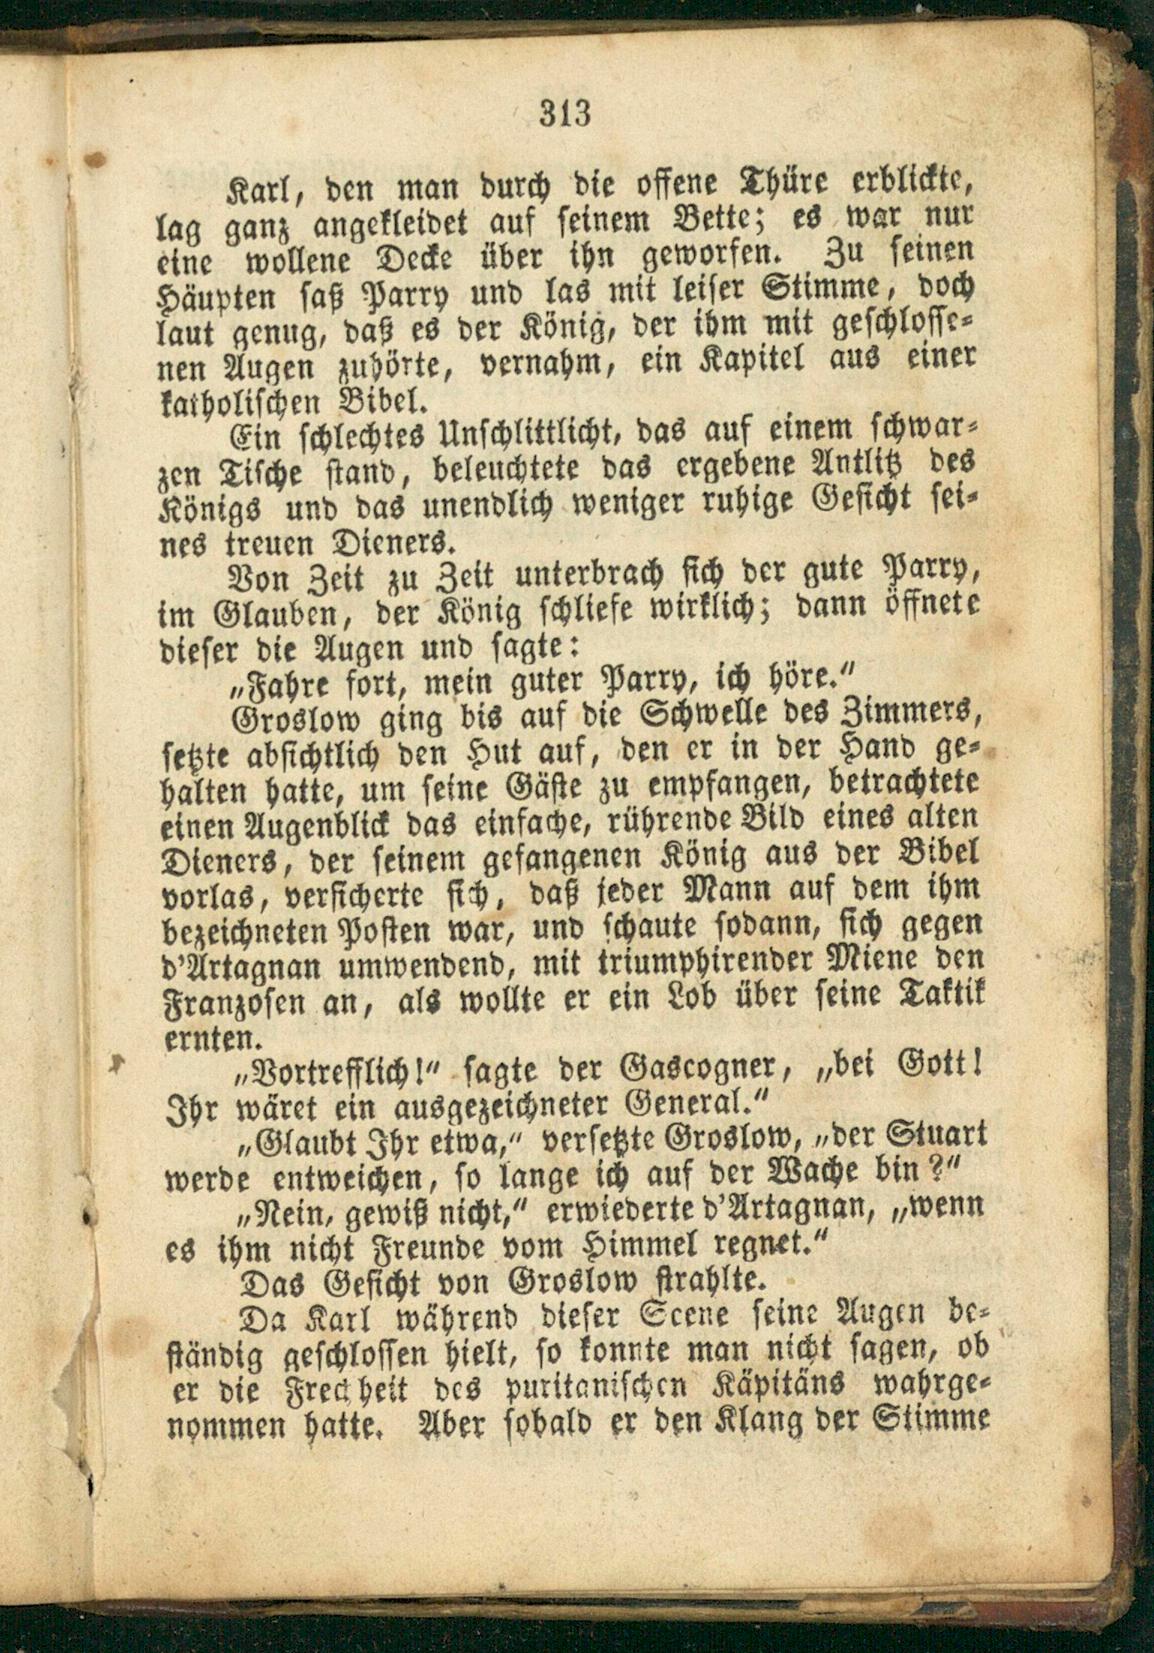 313
Karl, den man durch die offene Thüre erblickte,
lag ganz angekleidet auf seinem Bette; es war nur
eine wollene Decke über ihn geworfen. Zu seinen
Häupten saß Parry und las mit leiser Stimme, doch
laut genug, daß es der König, der ihm mit geschlosse-
nen Augen zuhörte, vernahm, ein Kapitel aus einer
katholischen Bibel.
Ein schlechtes Unschlittlicht, das auf einem schwar-
zen Tische stand, beleuchtete das ergebene Antlitz des
Königs und das unendlich weniger ruhige Gesicht sei-
nes treuen Dieners.
Von Zeit zu Zeit unterbrach sich der gute Parry,
im Glauben, der König schliefe wirklich; dann öffnete
dieser die Augen und sagte:
„Fahre fort, mein guter Parry, ich höre.“
Groslow ging bis auf die Schwelle des Zimmers,
setzte absichtlich den Hut auf, den er in der Hand ge-
halten hatte, um seine Gäste zu empfangen, betrachtete
einen Augenblick das einfache, rührende Bild eines alten
Dieners, der seinem gefangenen König aus der Bibel
vorlas, versicherte sich, daß jeder Mann auf dem ihm
bezeichneten Posten war, und schaute sodann, sich gegen
d'Artagnan umwendend, mit triumphirender Miene den
Franzosen an, als wollte er ein Lob über seine Taktik
ernten.
„Vortrefflich!“ sagte der Gascogner, „bei Gott!
Ihr wäret ein ausgezeichneter General.“
„Glaubt Ihr etwa,“ versetzte Groslow, „der Stuart
werde entweichen, so lange ich auf der Wache bin?“
„Nein, gewiß nicht,“ erwiederte d'Artagnan, „wenn
es ihm nicht Freunde vom Himmel regnet.“
Das Gesicht von Groslow strahlte.
Da Karl während dieser Scene seine Augen be-
ständig geschlossen hielt, so konnte man nicht sagen, ob
er die Frechheit des puritanischen Käpitäns wahrge-
nommen hatte. Aber sobald er den Klang der Stimme